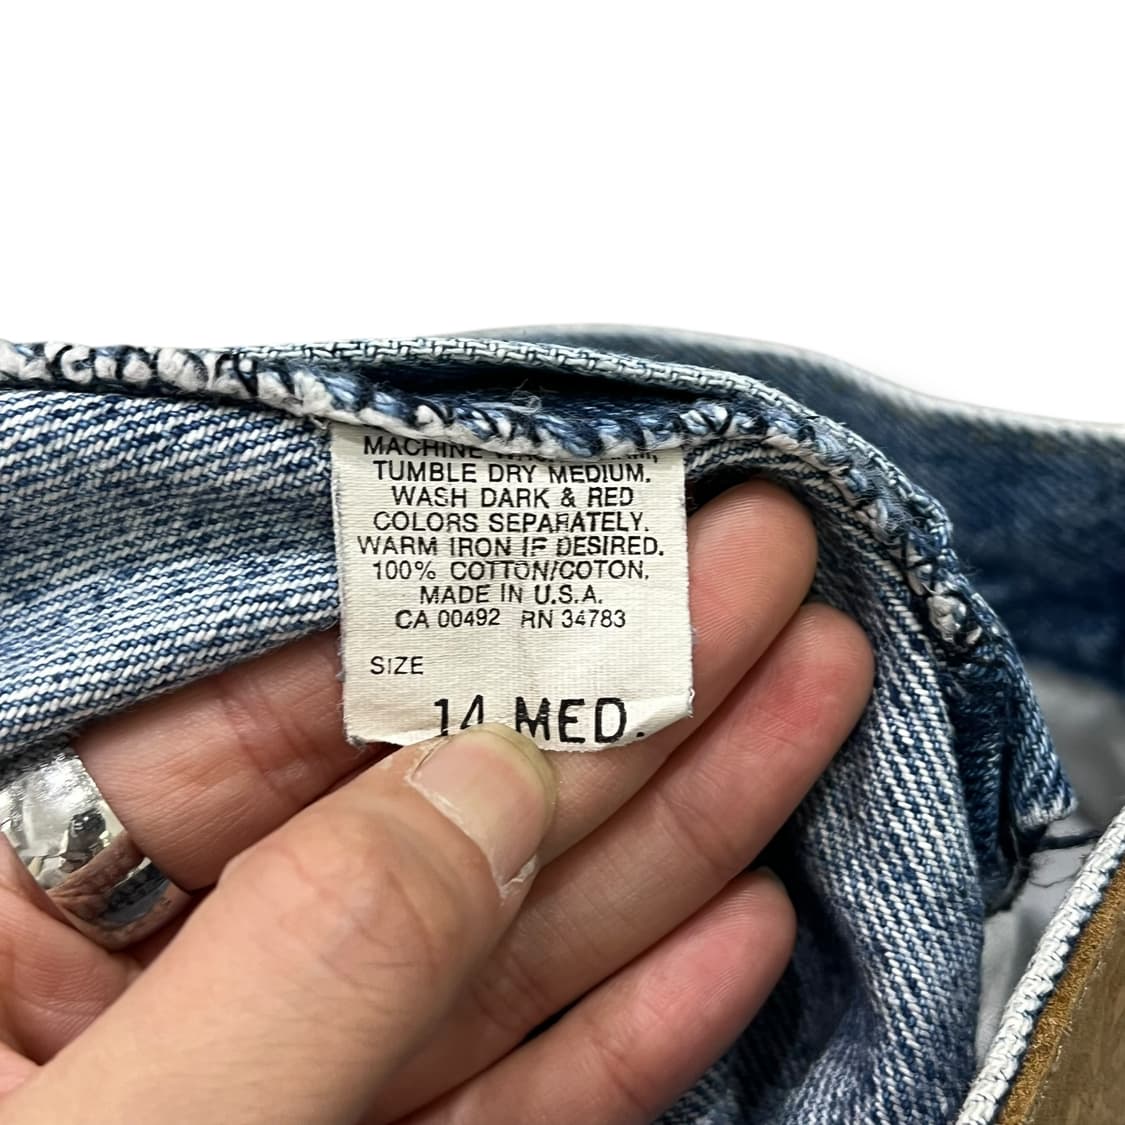 MACHINE
TUMBLE DRY MEDIUM.
WASH DARK & RED
COLORS SEPARATELY.
WARM IRON IF DESIRED.
100% COTTON/COTON.
MADE IN U.S.A.
CA 00492 RN 34783
SIZE
14 MED.